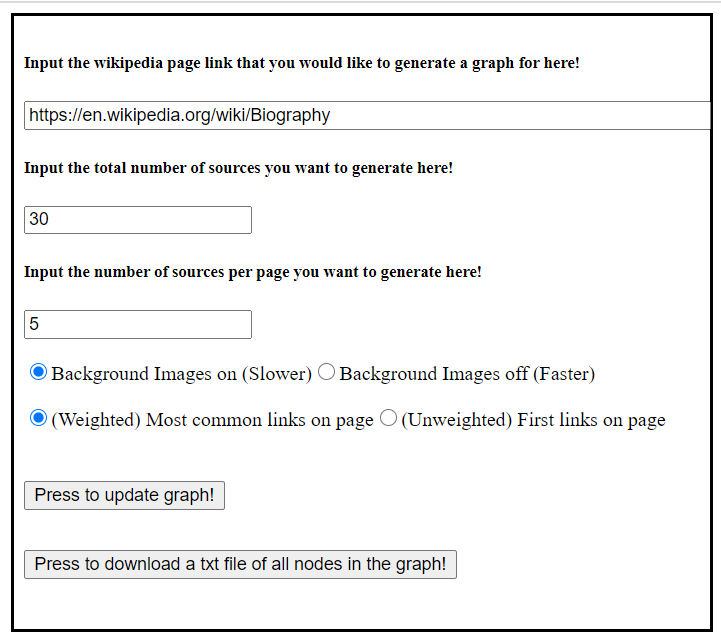 Input the wikipedia page link that you would like to generate a graph for here!
https://en.wikipedia.org/wiki/Biography
Input the total number of sources you want to generate here!
30
Input the number of sources per page you want to generate here!
5
Background Images on (Slower) Background Images off (Faster)
(Weighted) Most common links on page (Unweighted) First links on page
Press to update graph!
Press to download a txt file of all nodes in the graph!